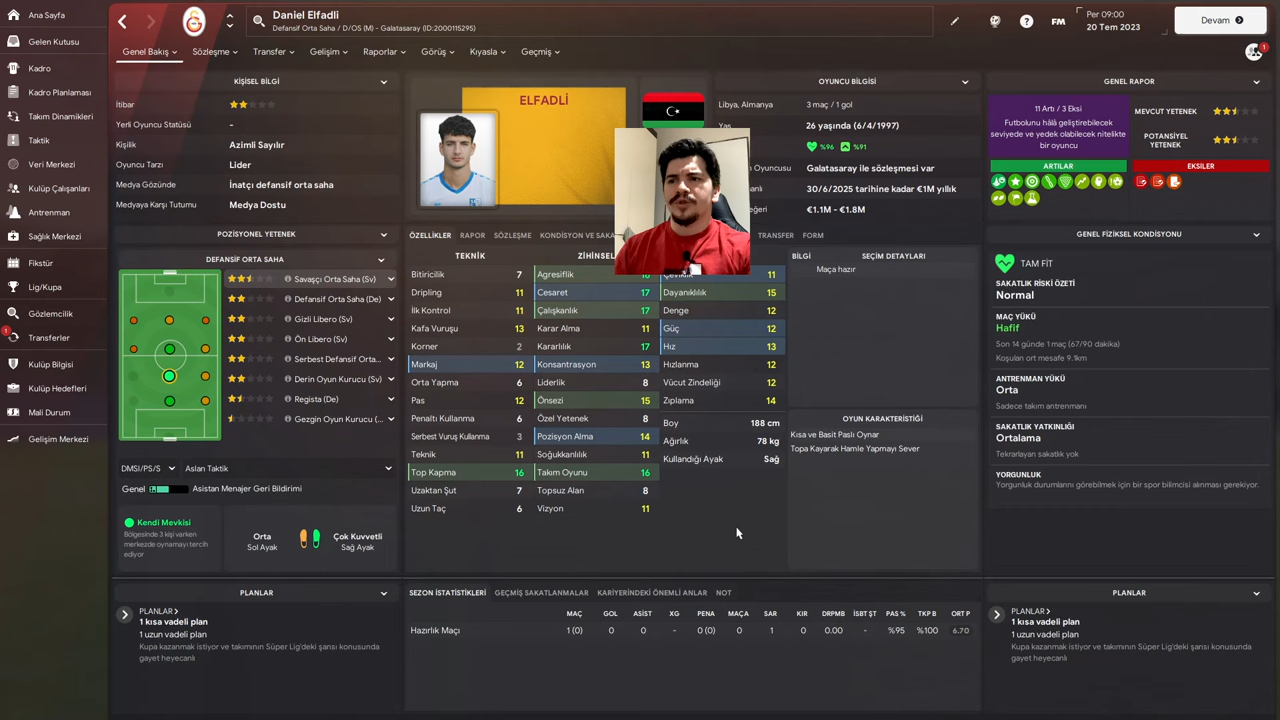 Ana Sayfa
Gelen Kutusu
Kadro
Kadro Planlaması
Takım Dinamikleri
Taktik
Veri Merkezi
Kulüp Çalışanları
Antrenman
Sağlık Merkezi
Fikstür
Lig/Kupa
Gözlemcilik
Transferler
1
Kulüp Bilgisi
Kulüp Hedefleri
Mali Durum
Gelişim Merkezi
Daniel Elfadli
Defansif Orta Saha / D/OS (M) - Galatasaray (ID:2000115295)
FM
Per 09:00
20 Tem 2023
Devam
Genel Bakış
Sözleşme
Transfer
Gelişim
Raporlar
Görüş
Kıyasla
Geçmiş
1
KİŞİSEL BİLGİ
İtibar
Yerli Oyuncu Statüsü -
Kişilik Azimli Sayılır
Oyuncu Tarzı Lider
Medya Gözünde İnatçı defansif orta saha
Medyaya Karşı Tutumu Medya Dostu
POZİSYONEL YETENEK
DEFANSİF ORTA SAHA
Savaşçı Orta Saha (Sv)
Defansif Orta Saha (De)
Gizli Libero (Sv)
Ön Libero (Sv)
Serbest Defansif Orta...
Derin Oyun Kurucu (Sv)
Regista (De)
Gezgin Oyun Kurucu (...
DMSI/PS/S
Aslan Taktik
Genel Asistan Menajer Geri Bildirimi
Kendi Mevkisi
Bölgesinde 3 kişi varken
merkezde oynamayı tercih
ediyor
Orta
Sol Ayak
Çok Kuvvetli
Sağ Ayak
PLANLAR
PLANLAR
1 kısa vadeli plan
1 uzun vadeli plan
Kupa kazanmak istiyor ve takımının Süper Lig'deki şansı konusunda
gayet heyecanlı
ELFADLİ
OYUNCU BİLGİSİ
Libya, Almanya 3 maç / 1 gol
Yaş 26 yaşında (6/4/1997)
%96 %91
Oyuncusu Galatasaray ile sözleşmesi var
30/6/2025 tarihine kadar €1M yıllık
€1.1M - €1.8M
ÖZELLİKLER
RAPOR
SÖZLEŞME
KONDİSYON VE SAKA
TRANSFER
FORM
TEKNİK
Bitiricilik 7
Dripling 11
İlk Kontrol 11
Kafa Vuruşu 13
Korner 2
Markaj 12
Orta Yapma 6
Pas 12
Penaltı Kullanma 6
Serbest Vuruş Kullanma 3
Teknik 11
Top Kapma 16
Uzaktan Şut 7
Uzun Taç 6
ZİHİNSEL
Agresiflik
Cesaret 17
Çalışkanlık 17
Karar Alma 11
Kararlılık 17
Konsantrasyon 13
Liderlik 8
Önsezi 15
Özel Yetenek 8
Pozisyon Alma 14
Soğukkanlılık 11
Takım Oyunu 16
Topsuz Alan 8
Vizyon 11
Çeviklik 11
Dayanıklılık 15
Denge 12
Güç 12
Hız 13
Hızlanma 12
Vücut Zindeliği 12
Zıplama 14
Boy 188 cm
Ağırlık 78 kg
Kullandığı Ayak Sağ
BİLGİ
SEÇİM DETAYLARI
Maça hazır
OYUN KARAKTERİSTİĞİ
Kısa ve Basit Paslı Oynar
Topa Kayarak Hamle Yapmayı Sever
SEZON İSTATİSTİKLERİ
GEÇMİŞ SAKATLANMALAR
KARİYERİNDEKİ ÖNEMLİ ANLAR
NOT
MAÇ GOL ASİST XG PENA MAÇA SAR KIR DRPMB İSBT ŞT PAS % TKP B ORT P
Hazırlık Maçı 1 (0) 0 0 - 0 (0) 0 1 0 0.00 - %95 %100 6.70
GENEL RAPOR
11 Artı / 3 Eksi
Futbolunu hâlâ geliştirebilecek
seviyede ve yedek olabilecek nitelikte
bir oyuncu
MEVCUT YETENEK
POTANSİYEL
YETENEK
ARTILAR
EKSILER
GENEL FİZİKSEL KONDİSYONU
TAM FİT
SAKATLIK RİSKİ ÖZETİ
Normal
MAÇ YÜKÜ
Hafif
Son 14 günde 1 maç (67/90 dakika)
Koşulan ort mesafe 9.1km
ANTRENMAN YÜKÜ
Orta
Sadece takım antrenmanı
SAKATLIK YATKINLIĞI
Ortalama
Tekrarlayan sakatlık yok
YORGUNLUK
Yorgunluk durumlarını görebilmek için bir spor bilimcisi alınması gerekiyor.
PLANLAR
PLANLAR
1 kısa vadeli plan
1 uzun vadeli plan
Kupa kazanmak istiyor ve takımının Süper Lig'deki şansı konusunda
gayet heyecanlı